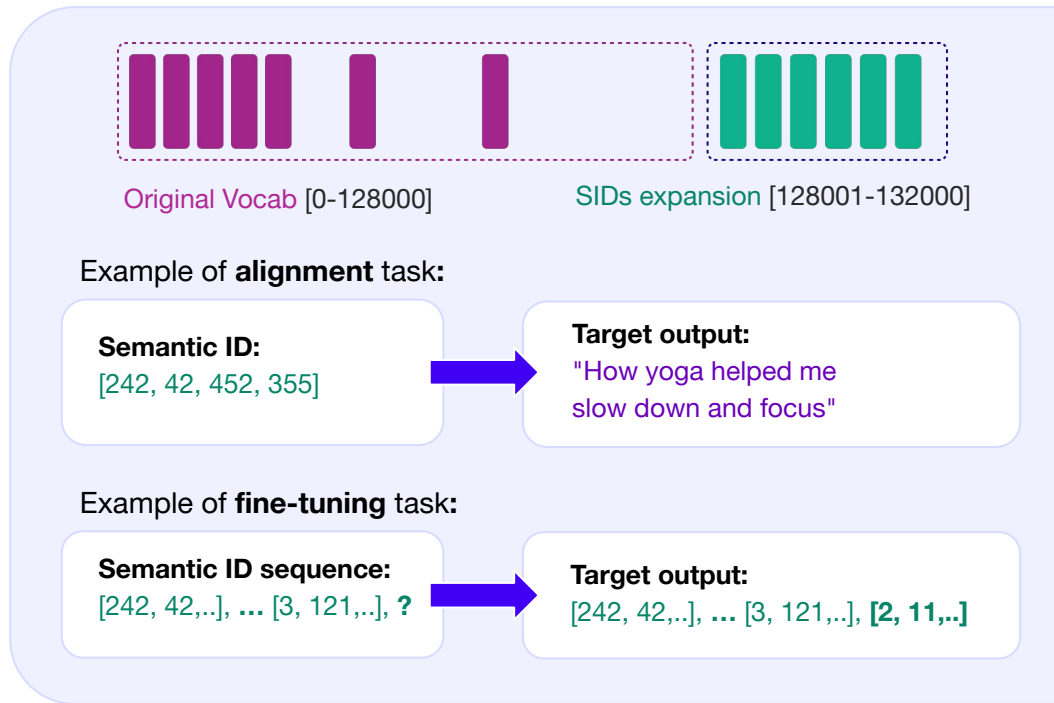 Original Vocab [0-128000]
SIDs expansion [128001-132000]
Example of alignment task:
Semantic ID:
[242, 42, 452, 355]
Target output:
"How yoga helped me
slow down and focus"
Example of fine-tuning task:
Semantic ID sequence:
[242, 42,..], ... [3, 121,..], ?
Target output:
[242, 42,..], ... [3, 121,..], [2, 11,..]